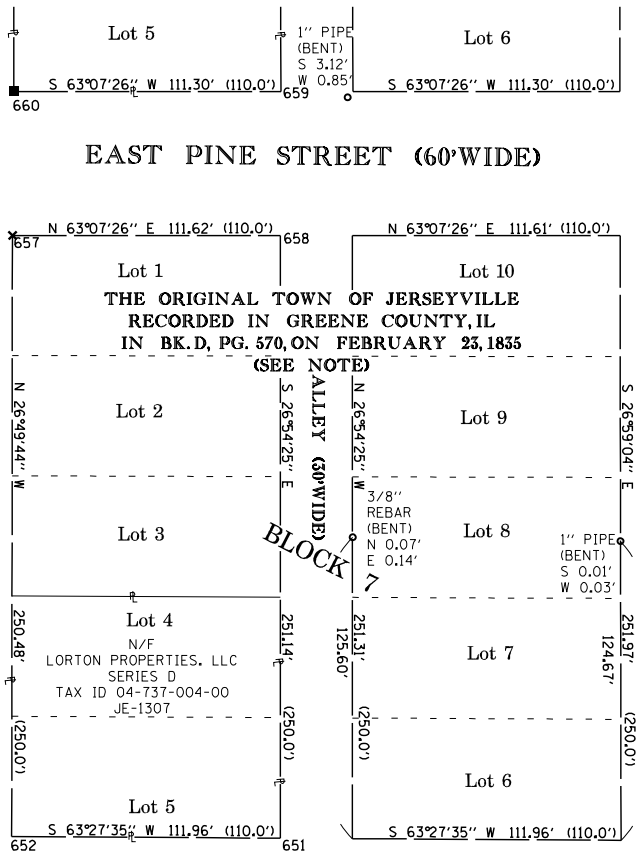 Lot 5
1" PIPE
(BENT)
S 3.12'
W 0.85'
Lot 6
S 63°07'26" W 111.30' (110.0')
659
S 63°07'26" W 111.30' (110.0')
660
EAST PINE STREET (60'WIDE)
N 63°07'26" E 111.62' (110.0')
N 63°07'26" E 111.61' (110.0')
657
658
Lot 1
Lot 10
THE ORIGINAL TOWN OF JERSEYVILLE
RECORDED IN GREENE COUNTY, IL
IN BK. D, PG. 570, ON FEBRUARY 23, 1835
(SEE NOTE)
N 26°49'44" W
Lot 2
S 26°54'25" E
ALLEY (30'WIDE)
N 26°54'25" W
Lot 9
S 26°59'04" E
Lot 3
BLOCK 7
3/8"
REBAR
(BENT)
N 0.07'
E 0.14'
Lot 8
1" PIPE
(BENT)
S 0.01'
W 0.03'
250.48'
(250.0')
Lot 4
N/F
LORTON PROPERTIES, LLC
SERIES D
TAX ID 04-737-004-00
JE-1307
251.14'
(250.0')
125.60'
251.31'
(250.0')
Lot 7
124.67'
251.97'
(250.0')
Lot 5
Lot 6
S 63°27'35" W 111.96' (110.0')
S 63°27'35" W 111.96' (110.0')
652
651